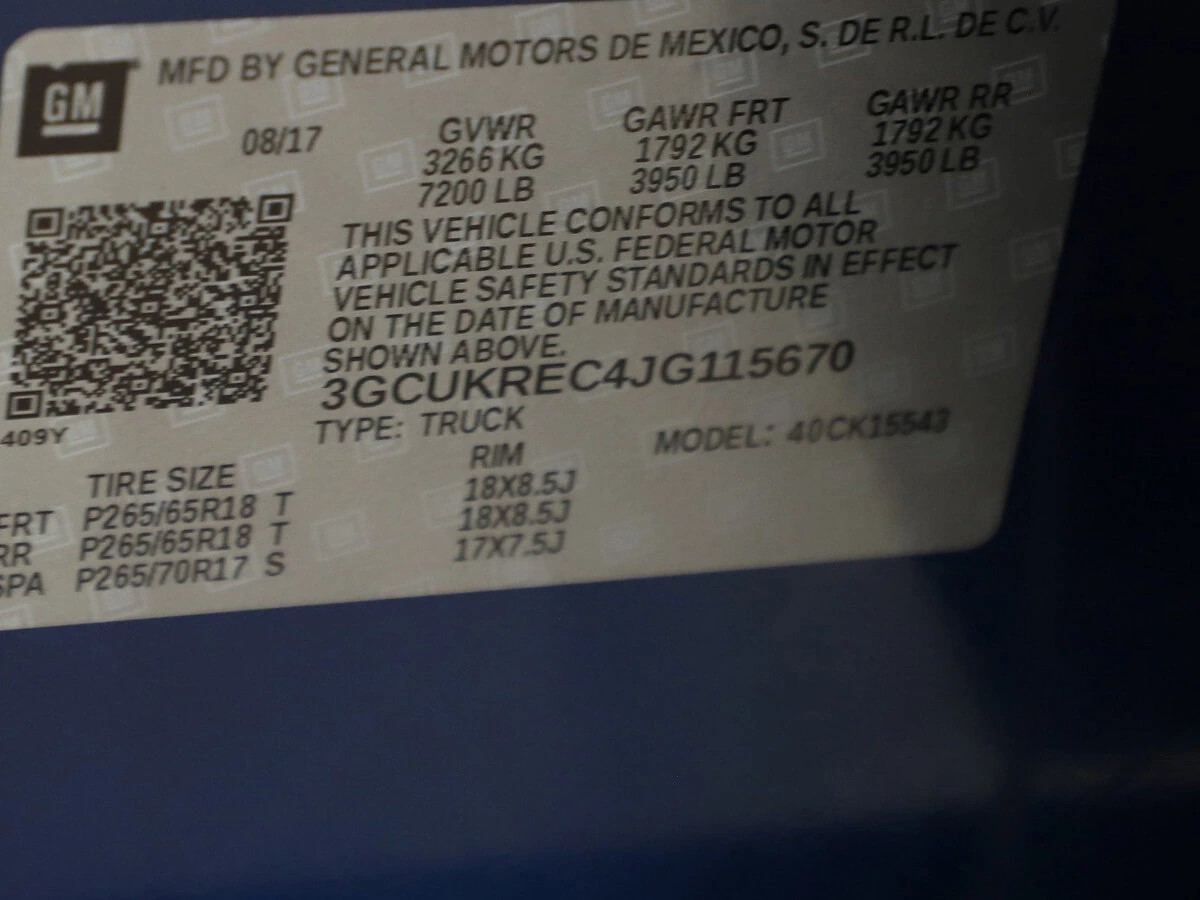 GM
MFD BY GENERAL MOTORS DE MEXICO, S. DE R.L. DE C.V.
08/17 GVWR GAWR FRT GAWR RR
3266 KG 1792 KG 1792 KG
7200 LB 3950 LB 3950 LB
THIS VEHICLE CONFORMS TO ALL
APPLICABLE U.S. FEDERAL MOTOR
VEHICLE SAFETY STANDARDS IN EFFECT
ON THE DATE OF MANUFACTURE
SHOWN ABOVE.
3GCUKREC4JG115670
409Y
TYPE: TRUCK MODEL: 40CK15543
TIRE SIZE RIM
FRT P265/65R18 T 18X8.5J
RR P265/65R18 T 18X8.5J
SPA P265/70R17 S 17X7.5J